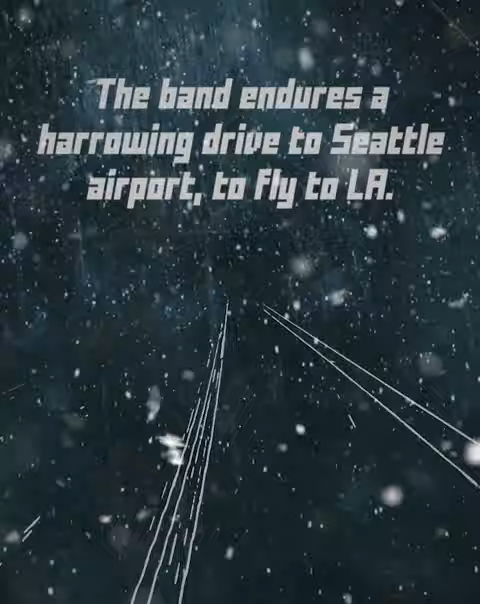 The band endures a
harrowing drive to Seattle
airport, to fly to LA.